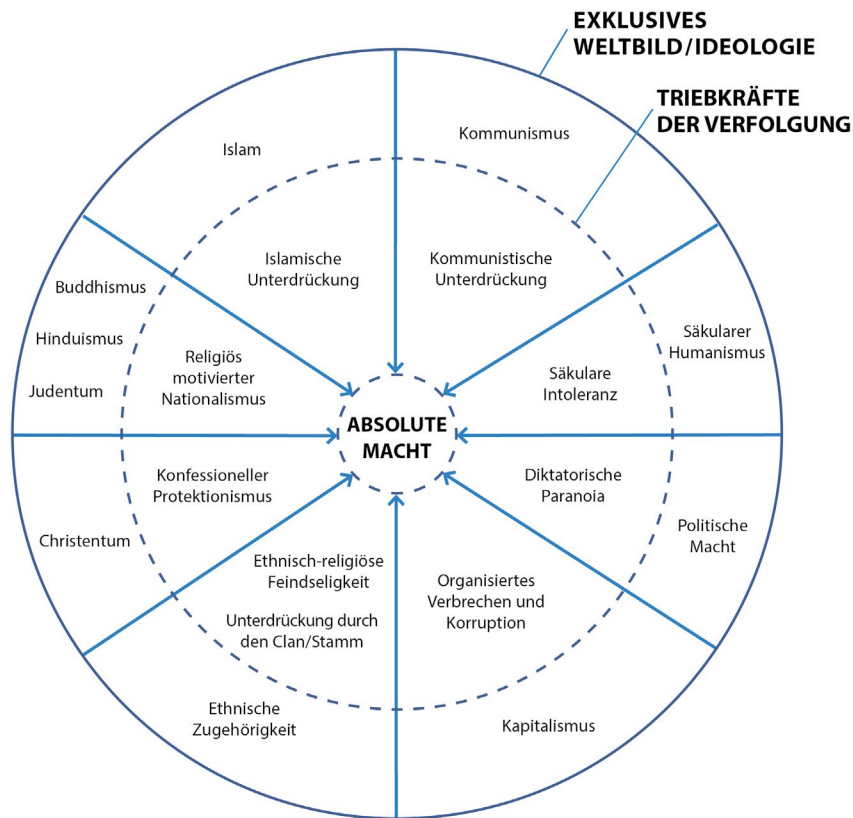 EXKLUSIVES
WELTBILD/IDEOLOGIE
TRIEBKRÄFTE
DER VERFOLGUNG
Kommunismus
Islam
Islamische
Unterdrückung
Kommunistische
Unterdrückung
Buddhismus
Hinduismus
Judentum
Religiös
motivierter
Nationalismus
Säkulare
Intoleranz
Säkularer
Humanismus
ABSOLUTE
MACHT
Konfessioneller
Protektionismus
Diktatorische
Paranoia
Christentum
Politische
Macht
Ethnisch-religiöse
Feindseligkeit
Unterdrückung durch
den Clan/Stamm
Organisiertes
Verbrechen und
Korruption
Ethnische
Zugehörigkeit
Kapitalismus